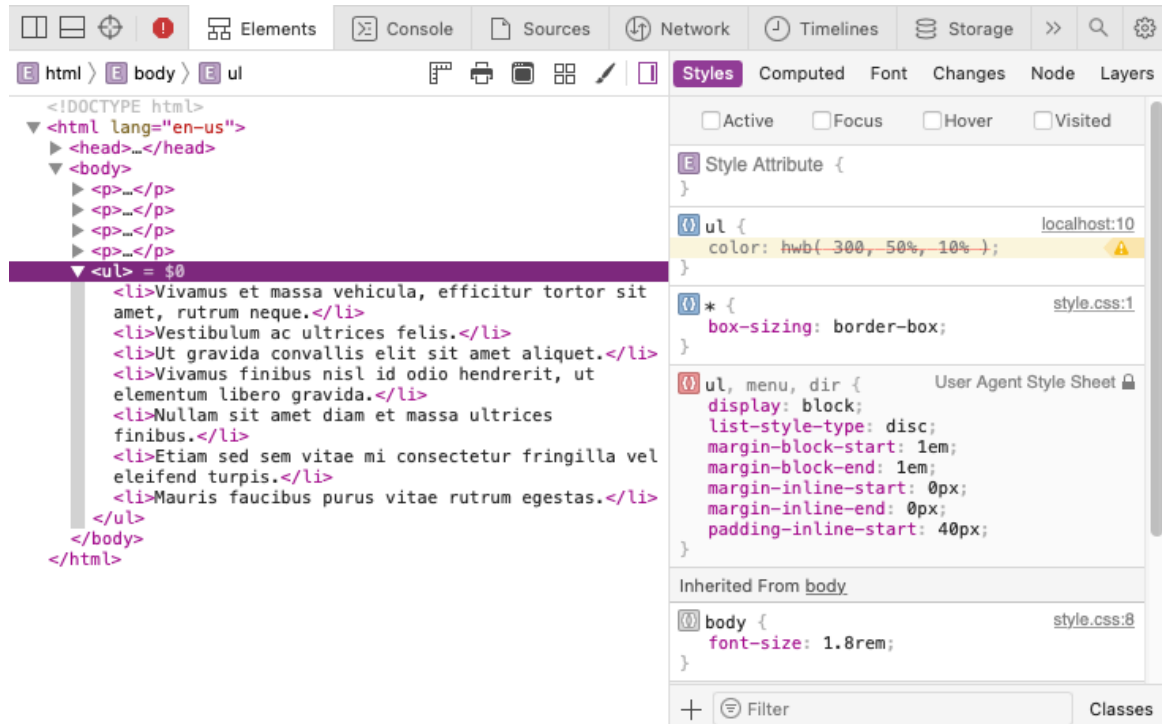 Elements
Console
Sources
Network
Timelines
Storage
E html 〉 E body 〉 E ul
<!DOCTYPE html>
<html lang="en-us">
<head>…</head>
<body>
<p>…</p>
<p>…</p>
<p>…</p>
<p>…</p>
<ul> = $0
<li>Vivamus et massa vehicula, efficitur tortor sit
amet, rutrum neque.</li>
<li>Vestibulum ac ultrices felis.</li>
<li>Ut gravida convallis elit sit amet aliquet.</li>
<li>Vivamus finibus nisl id odio hendrerit, ut
elementum libero gravida.</li>
<li>Nullam sit amet diam et massa ultrices
finibus.</li>
<li>Etiam sed sem vitae mi consectetur fringilla vel
eleifend turpis.</li>
<li>Mauris faucibus purus vitae rutrum egestas.</li>
</ul>
</body>
</html>
Styles
Computed
Font
Changes
Node
Layers
Active
Focus
Hover
Visited
E Style Attribute {
}
ul {
localhost:10
color: hwb( 300, 50%, 10% );
}
* {
style.css:1
box-sizing: border-box;
}
ul, menu, dir {
User Agent Style Sheet
display: block;
list-style-type: disc;
margin-block-start: 1em;
margin-block-end: 1em;
margin-inline-start: 0px;
margin-inline-end: 0px;
padding-inline-start: 40px;
}
Inherited From body
body {
style.css:8
font-size: 1.8rem;
}
Filter
Classes